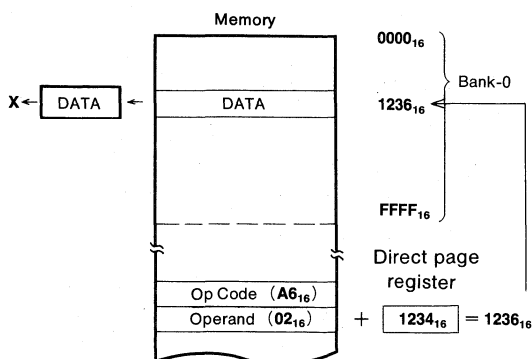 Memory
0000₁₆
Bank-0
X ← DATA ← DATA 1236₁₆
FFFF₁₆
Direct page
register
Op Code (A6₁₆)
Operand (02₁₆) + 1234₁₆ = 1236₁₆